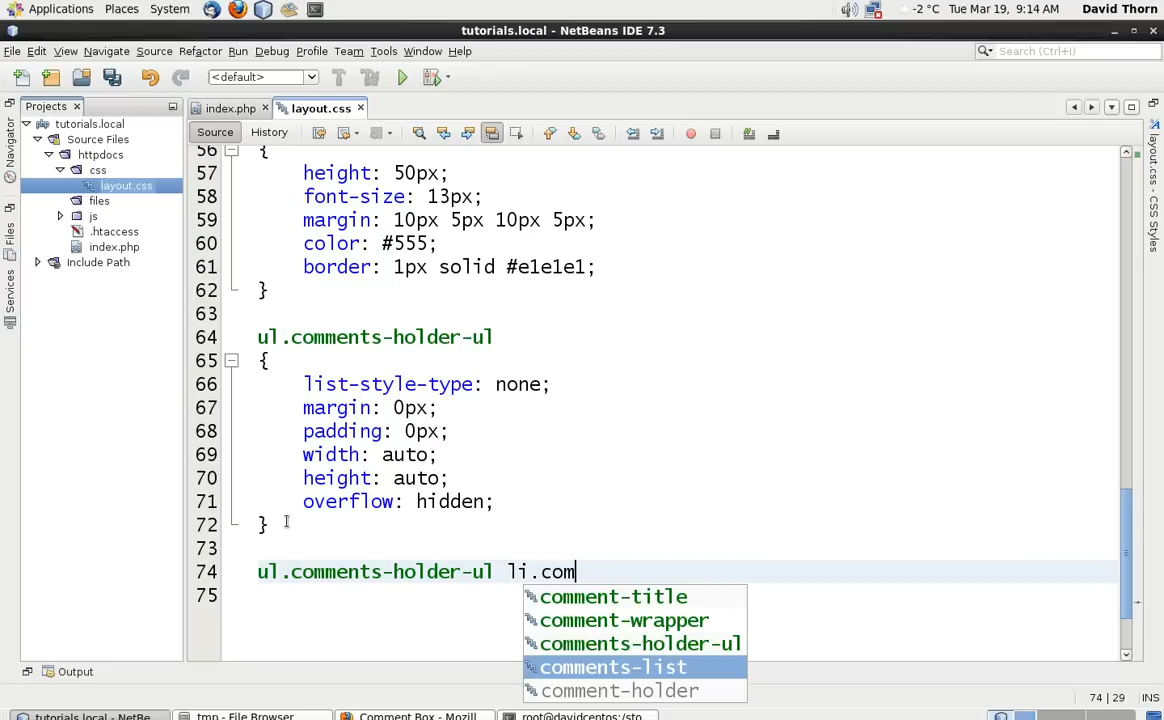 Applications Places System -2 °C Tue Mar 19, 9:14 AM David Thorn
tutorials.local - NetBeans IDE 7.3
File Edit View Navigate Source Refactor Run Debug Profile Team Tools Window Help Search (Ctrl+I)
<default>
Projects index.php layout.css
Source History
tutorials.local
Source Files
httpdocs
css
layout.css
files
js
.htaccess
index.php
Include Path
Navigator
Files
Services
layout.css - CSS Styles
56 {
57 height: 50px;
58 font-size: 13px;
59 margin: 10px 5px 10px 5px;
60 color: #555;
61 border: 1px solid #e1e1e1;
62 }
63
64 ul.comments-holder-ul
65 {
66 list-style-type: none;
67 margin: 0px;
68 padding: 0px;
69 width: auto;
70 height: auto;
71 overflow: hidden;
72 }
73
74 ul.comments-holder-ul li.com
75
comment-title
comment-wrapper
comments-holder-ul
comments-list
comment-holder
Output
74 | 29 INS
tutorials.local - NetBe... tmp - File Browser Comment Box - Mozill... root@davidcentos:/sto...